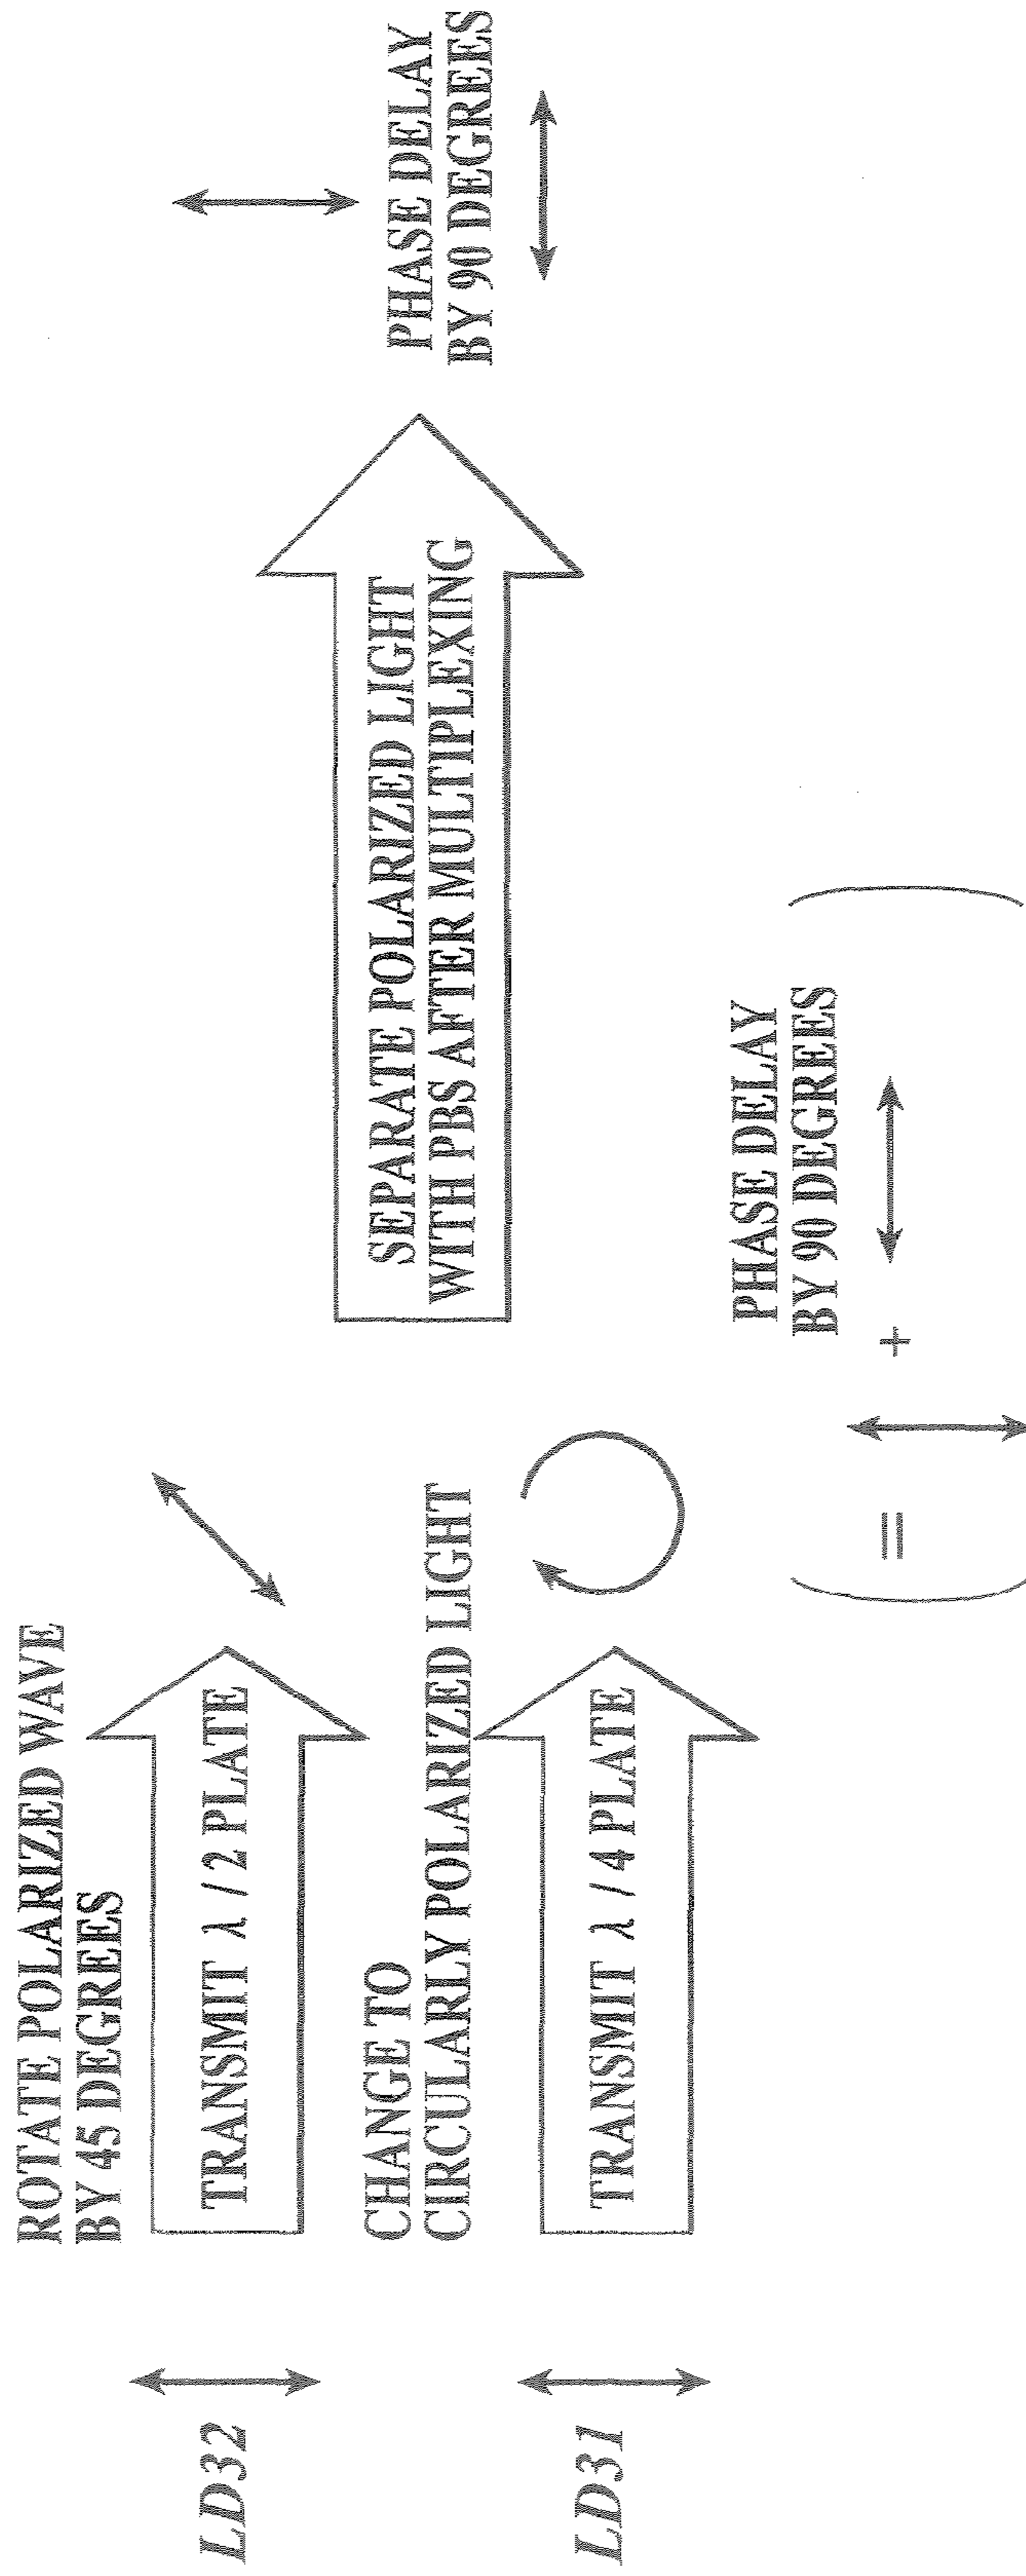 LD32
ROTATE POLARIZED WAVE
BY 45 DEGREES
TRANSMIT λ / 2 PLATE
LD31
CHANGE TO
CIRCULARLY POLARIZED LIGHT
TRANSMIT λ / 4 PLATE
=
+
PHASE DELAY
BY 90 DEGREES
SEPARATE POLARIZED LIGHT
WITH PBS AFTER MULTIPLEXING
PHASE DELAY
BY 90 DEGREES